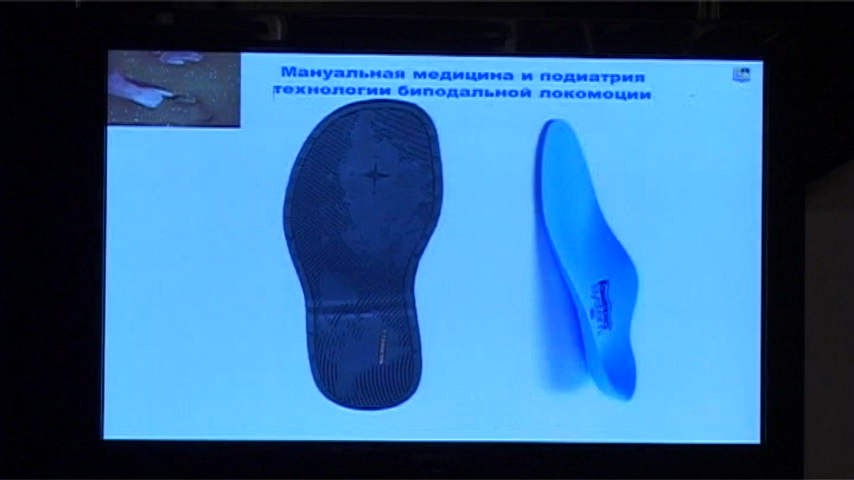 Мануальная медицина и подиатрия
технологии биподальной локомоции